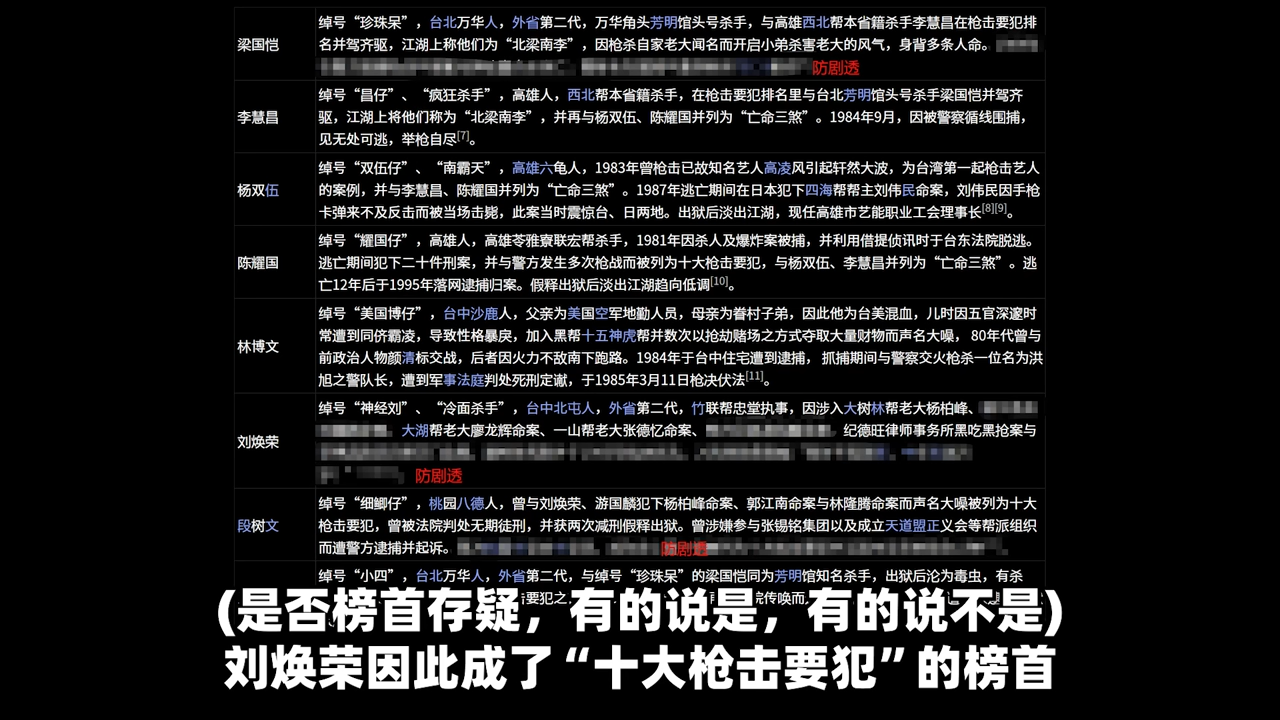 梁国恺
绰号“珍珠呆”，台北万华人，外省第二代，万华角头芳明馆头号杀手，与高雄西北帮本省籍杀手李慧昌在枪击要犯排
名并驾齐驱，江湖上称他们为“北梁南李”，因枪杀自家老大闻名而开启小弟杀害老大的风气，身背多条人命。
防剧透
李慧昌
绰号“昌仔”、“疯狂杀手”，高雄人，西北帮本省籍杀手，在枪击要犯排名里与台北芳明馆头号杀手梁国恺并驾齐
驱，江湖上将他们称为“北梁南李”，并再与杨双伍、陈耀国并列为“亡命三煞”。1984年9月，因被警察循线围捕，
见无处可逃，举枪自尽[7]。
杨双伍
绰号“双伍仔”、“南霸天”，高雄六龟人，1983年曾枪击已故知名艺人高凌风引起轩然大波，为台湾第一起枪击艺人
的案例，并与李慧昌、陈耀国并列为“亡命三煞”。1987年逃亡期间在日本犯下四海帮帮主刘伟民命案，刘伟民因手枪
卡弹来不及反击而被当场击毙，此案当时震惊台、日两地。出狱后淡出江湖，现任高雄市艺能职业工会理事长[8][9]。
陈耀国
绰号“耀国仔”，高雄人，高雄苓雅寮联宏帮杀手，1981年因杀人及爆炸案被捕，并利用借提侦讯时于台东法院脱逃。
逃亡期间犯下二十件刑案，并与警方发生多次枪战而被列为十大枪击要犯，与杨双伍、李慧昌并列为“亡命三煞”。逃
亡12年后于1995年落网逮捕归案。假释出狱后淡出江湖趋向低调[10]。
林博文
绰号“美国博仔”，台中沙鹿人，父亲为美国空军地勤人员，母亲为眷村子弟，因此他为台美混血，儿时因五官深邃时
常遭到同侪霸凌，导致性格暴戾，加入黑帮十五神虎帮并数次以抢劫赌场之方式夺取大量财物而声名大噪， 80年代曾与
前政治人物颜清标交战，后者因火力不敌南下跑路。1984年于台中住宅遭到逮捕， 抓捕期间与警察交火枪杀一位名为洪
旭之警队长，遭到军事法庭判处死刑定谳，于1985年3月11日枪决伏法[11]。
刘焕荣
绰号“神经刘”、“冷面杀手”，台中北屯人，外省第二代，竹联帮忠堂执事，因涉入大树林帮老大杨柏峰、
大湖帮老大廖龙辉命案、一山帮老大张德忆命案、 纪德旺律师事务所黑吃黑抢案与
防剧透
段树文
绰号“细鲫仔”，桃园八德人，曾与刘焕荣、游国麟犯下杨柏峰命案、郭江南命案与林隆腾命案而声名大噪被列为十大
枪击要犯，曾被法院判处无期徒刑，并获两次减刑假释出狱。曾涉嫌参与张锡铭集团以及成立天道盟正义会等帮派组织
而遭警方逮捕并起诉。
防剧透
绰号“小四”，台北万华人，外省第二代，与绰号“珍珠呆”的梁国恺同为芳明馆知名杀手，出狱后沦为毒虫，有杀
(是否榜首存疑，有的说是，有的说不是)
刘焕荣因此成了“十大枪击要犯”的榜首